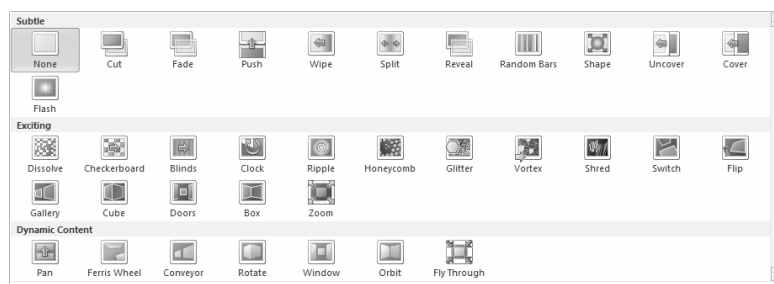 Subtle
None Cut Fade Push Wipe Split Reveal Random Bars Shape Uncover Cover
Flash
Exciting
Dissolve Checkerboard Blinds Clock Ripple Honeycomb Glitter Vortex Shred Switch Flip
Gallery Cube Doors Box Zoom
Dynamic Content
Pan Ferris Wheel Conveyor Rotate Window Orbit Fly Through